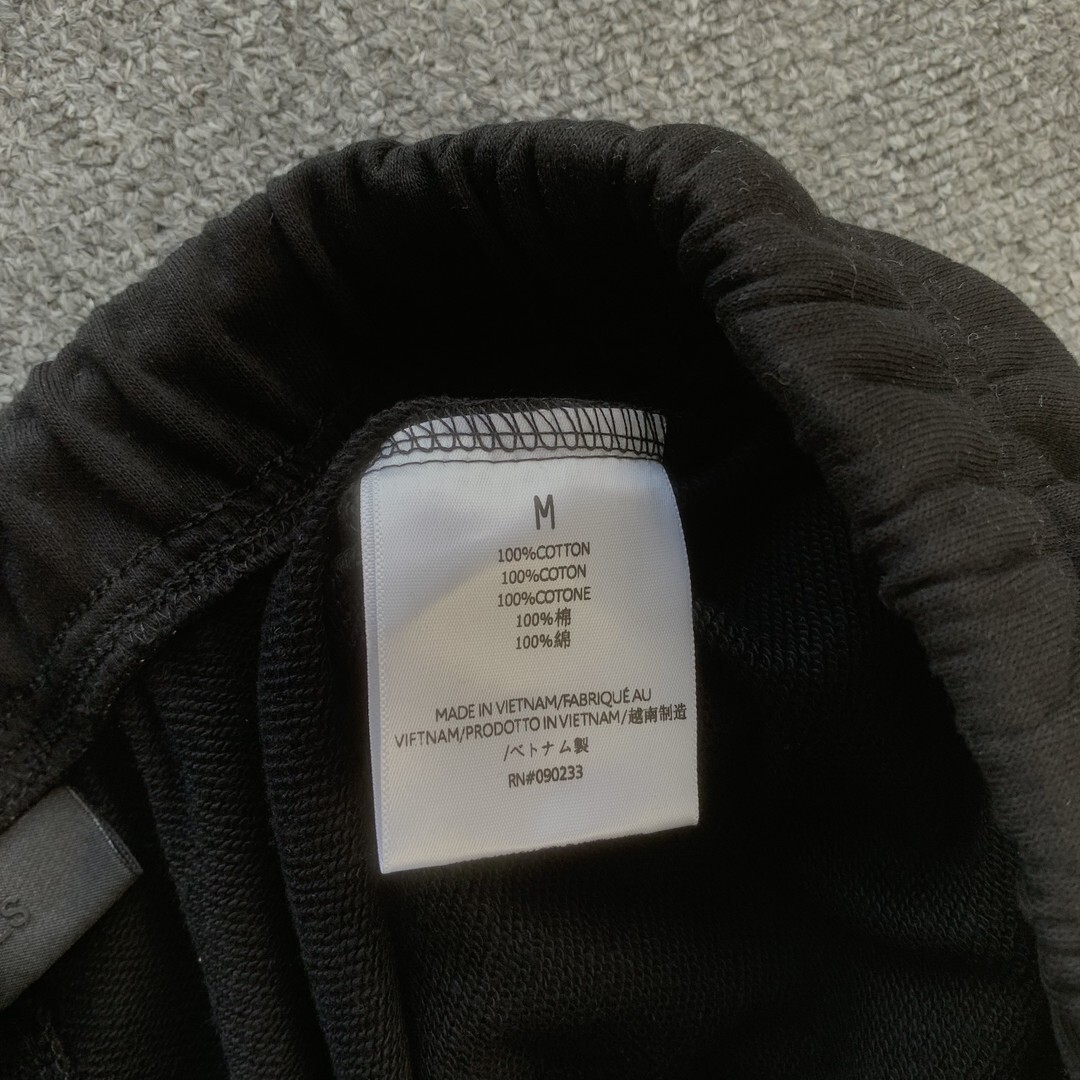 M
100%COTTON
100%COTON
100%COTONE
100%棉
100%綿
MADE IN VIETNAM/FABRIQUÉ AU
VIETNAM/PRODOTTO IN VIETNAM/越南制造
/ベトナム製
RN#090233